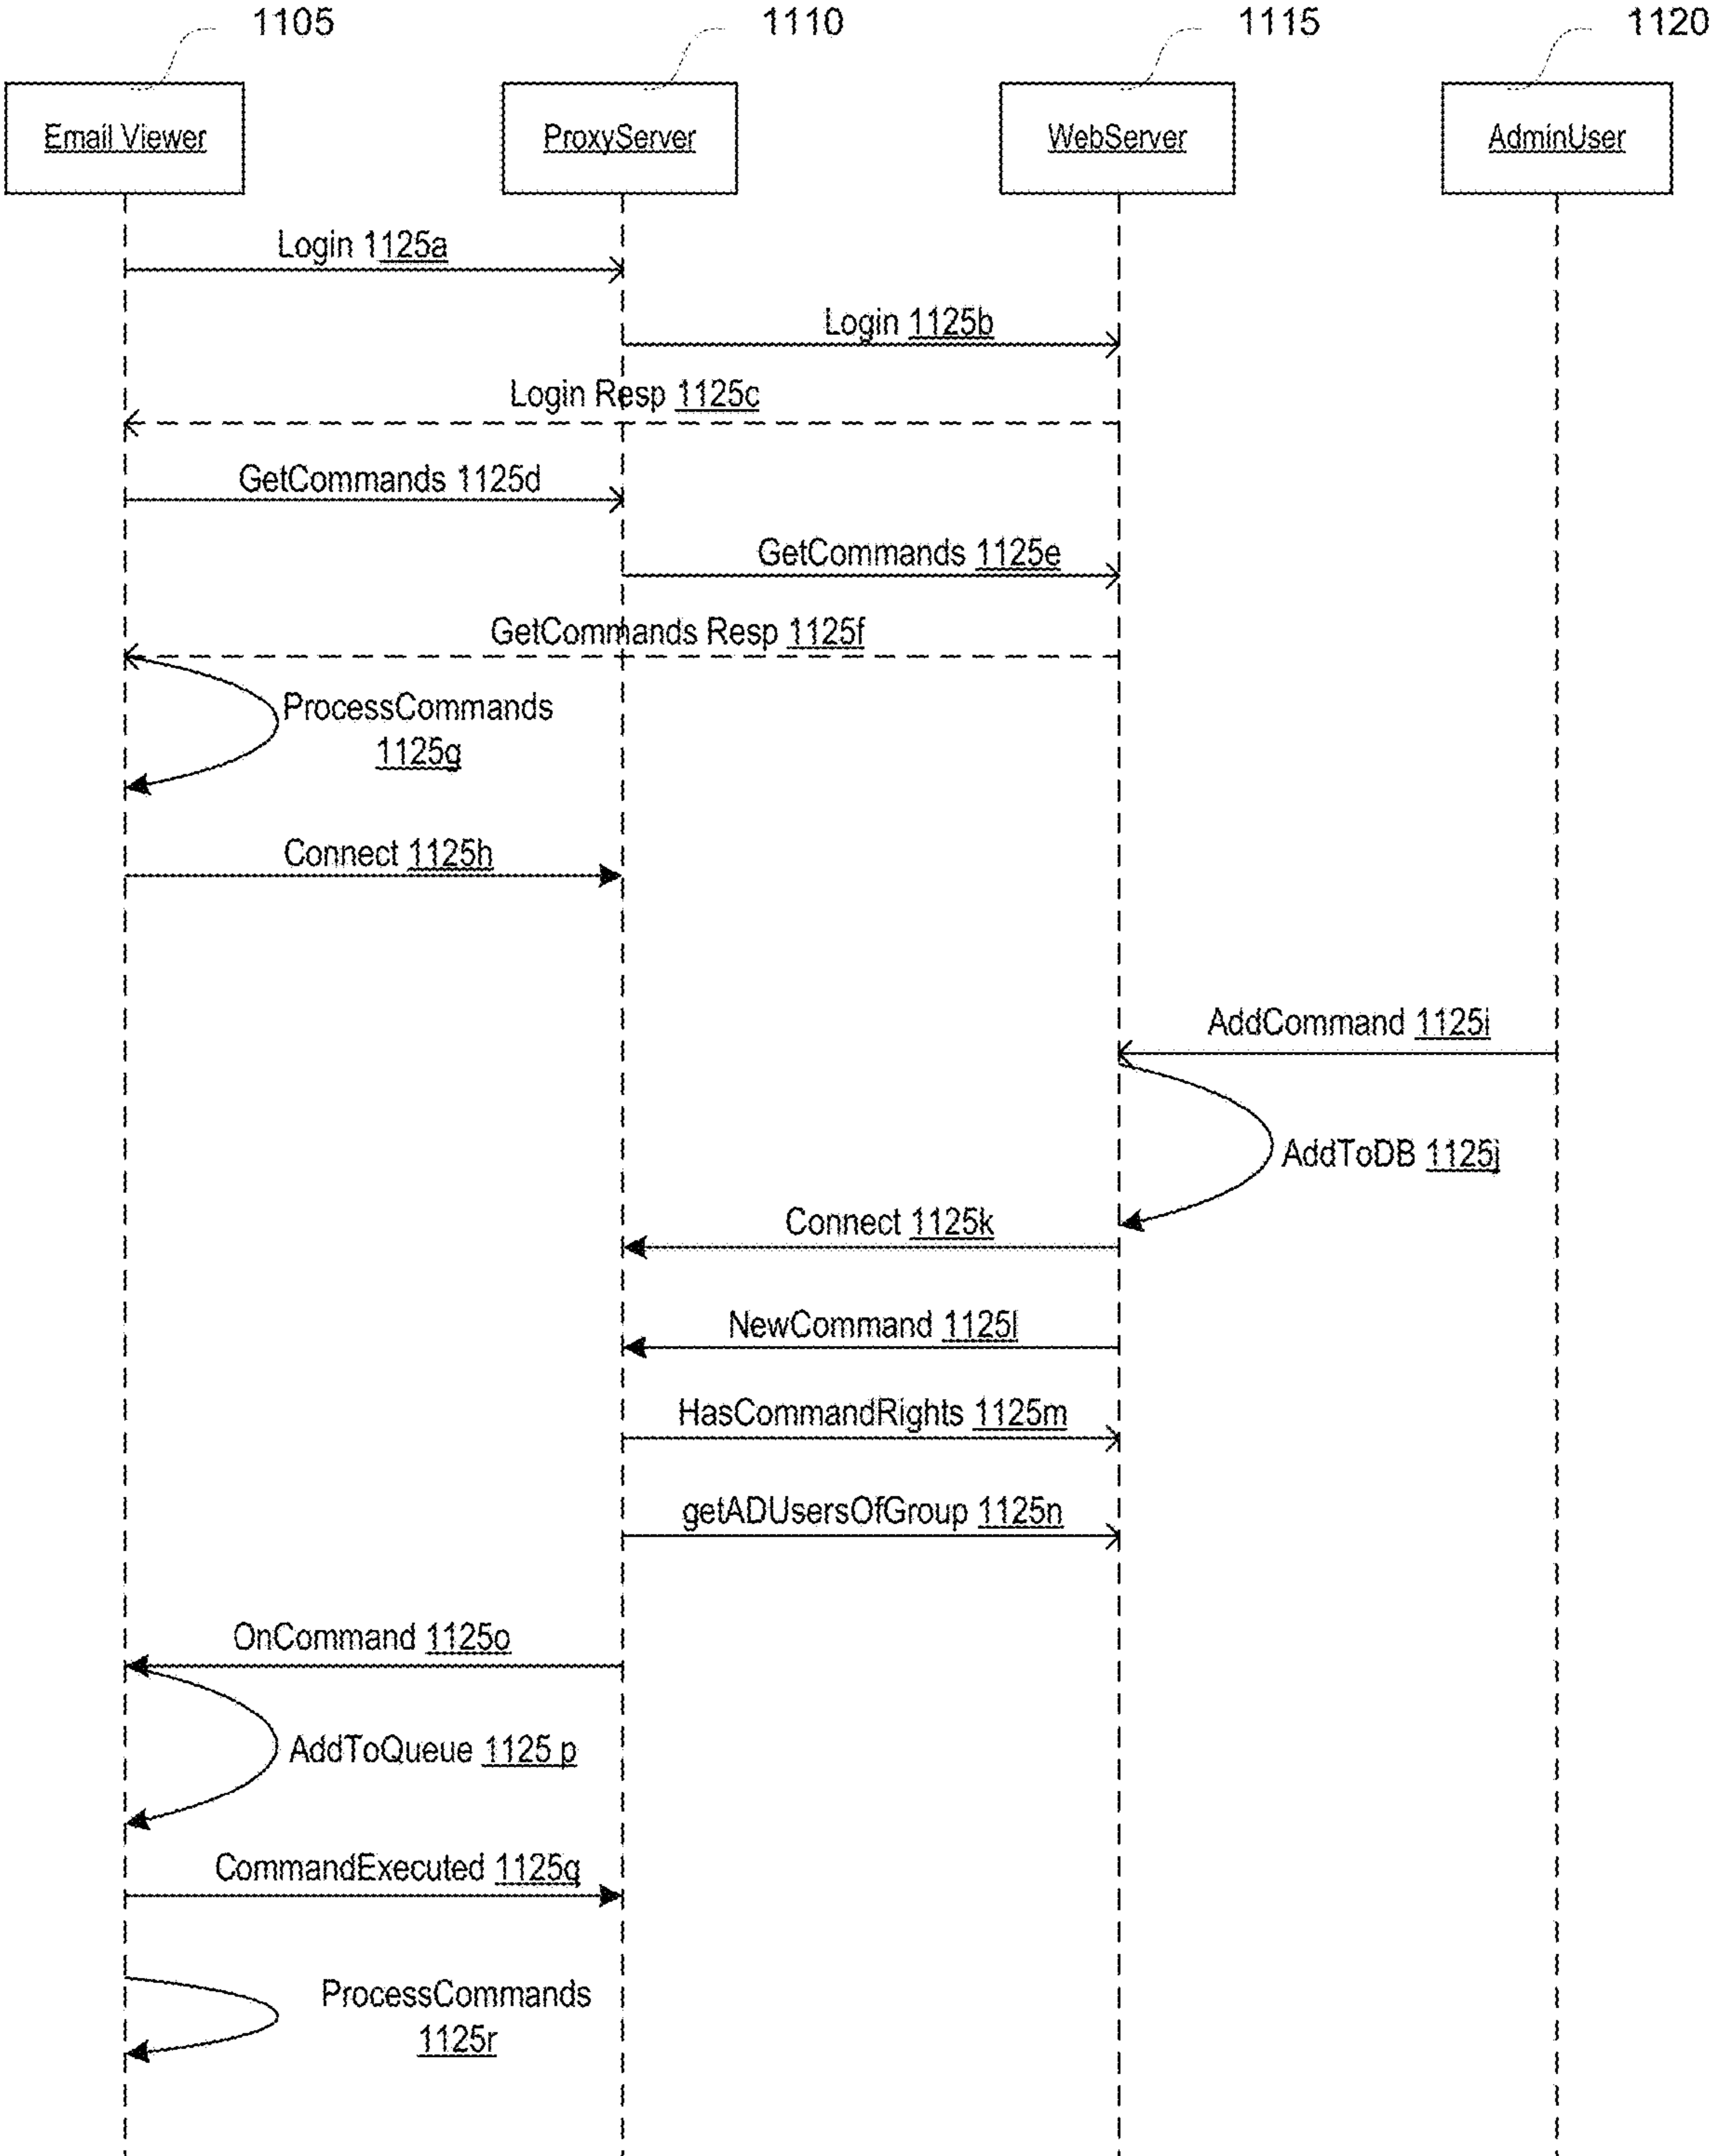 1105
1110
1115
1120
Email Viewer
ProxyServer
WebServer
AdminUser
Login 1125a
Login 1125b
Login Resp 1125c
GetCommands 1125d
GetCommands 1125e
GetCommands Resp 1125f
ProcessCommands
1125g
Connect 1125h
AddCommand 1125i
AddToDB 1125j
Connect 1125k
NewCommand 1125l
HasCommandRights 1125m
getADUsersOfGroup 1125n
OnCommand 1125o
AddToQueue 1125 p
CommandExecuted 1125q
ProcessCommands
1125r